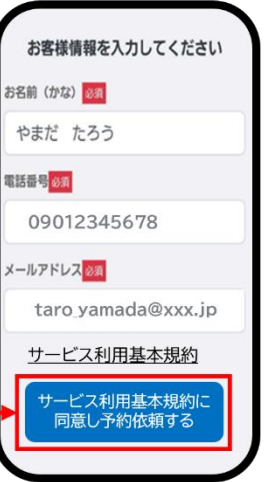 お客様情報を入力してください
お名前（かな） 必須
やまだ たろう
電話番号 必須
09012345678
メールアドレス 必須
taro_yamada@xxx.jp
サービス利用基本規約
サービス利用基本規約に
同意し予約依頼する